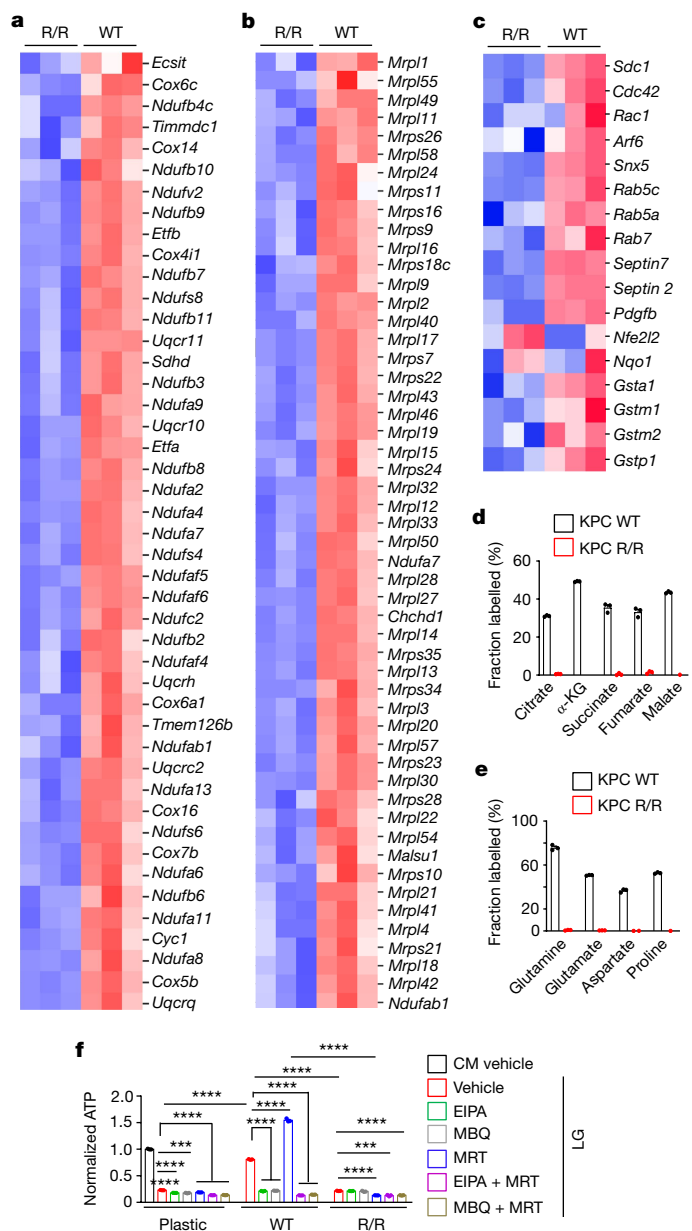 a
R/R WT
Ecsit
Cox6c
Ndufb4c
Timmdc1
Cox14
Ndufb10
Ndufv2
Ndufb9
Etfb
Cox4i1
Ndufb7
Ndufs8
Ndufb11
Uqcr11
Sdhd
Ndufb3
Ndufa9
Uqcr10
Etfa
Ndufb8
Ndufa2
Ndufa4
Ndufa7
Ndufs4
Ndufaf5
Ndufaf6
Ndufc2
Ndufb2
Ndufaf4
Uqcrh
Cox6a1
Tmem126b
Ndufab1
Uqcrc2
Ndufa13
Cox16
Ndufs6
Cox7b
Ndufa6
Ndufb6
Ndufa11
Cyc1
Ndufa8
Cox5b
Uqcrq
b
R/R WT
Mrpl1
Mrpl55
Mrpl49
Mrpl11
Mrps26
Mrpl58
Mrpl24
Mrps11
Mrps16
Mrps9
Mrpl16
Mrps18c
Mrpl9
Mrpl2
Mrpl40
Mrpl17
Mrps7
Mrps22
Mrpl43
Mrpl46
Mrpl19
Mrpl15
Mrps24
Mrpl32
Mrpl12
Mrpl33
Mrpl50
Ndufa7
Mrpl28
Mrpl27
Chchd1
Mrpl14
Mrps35
Mrpl13
Mrps34
Mrpl3
Mrpl20
Mrpl57
Mrps23
Mrpl30
Mrps28
Mrpl22
Mrpl54
Malsu1
Mrps10
Mrpl21
Mrpl41
Mrpl4
Mrps21
Mrpl18
Mrpl42
Ndufab1
c
R/R WT
Sdc1
Cdc42
Rac1
Arf6
Snx5
Rab5c
Rab5a
Rab7
Septin7
Septin 2
Pdgfb
Nfe2l2
Nqo1
Gsta1
Gstm1
Gstm2
Gstp1
d
KPC WT
KPC R/R
Fraction labelled (%)
60
40
20
0
Citrate
α-KG
Succinate
Fumarate
Malate
e
KPC WT
KPC R/R
Fraction labelled (%)
100
60
20
0
Glutamine
Glutamate
Aspartate
Proline
f
Normalized ATP
2.0
1.5
1.0
0.5
0
****
****
****
****
****
****
****
****
***
****
***
****
****
****
Plastic WT R/R
CM vehicle
Vehicle
EIPA
MBQ
MRT
EIPA + MRT
MBQ + MRT
LG